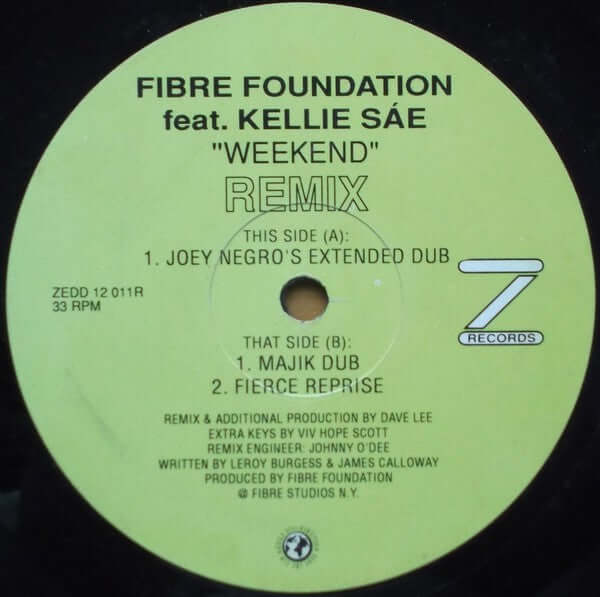 FIBRE FOUNDATION
feat. KELLIE SÁE
"WEEKEND"
REMIX
THIS SIDE (A):
1. JOEY NEGRO'S EXTENDED DUB
ZEDD 12 011R
33 RPM
Z
RECORDS
THAT SIDE (B):
1. MAJIK DUB
2. FIERCE REPRISE
REMIX & ADDITIONAL PRODUCTION BY DAVE LEE
EXTRA KEYS BY VIV HOPE SCOTT
REMIX ENGINEER: JOHNNY O'DEE
WRITTEN BY LEROY BURGESS & JAMES CALLOWAY
PRODUCED BY FIBRE FOUNDATION
@ FIBRE STUDIOS N.Y.